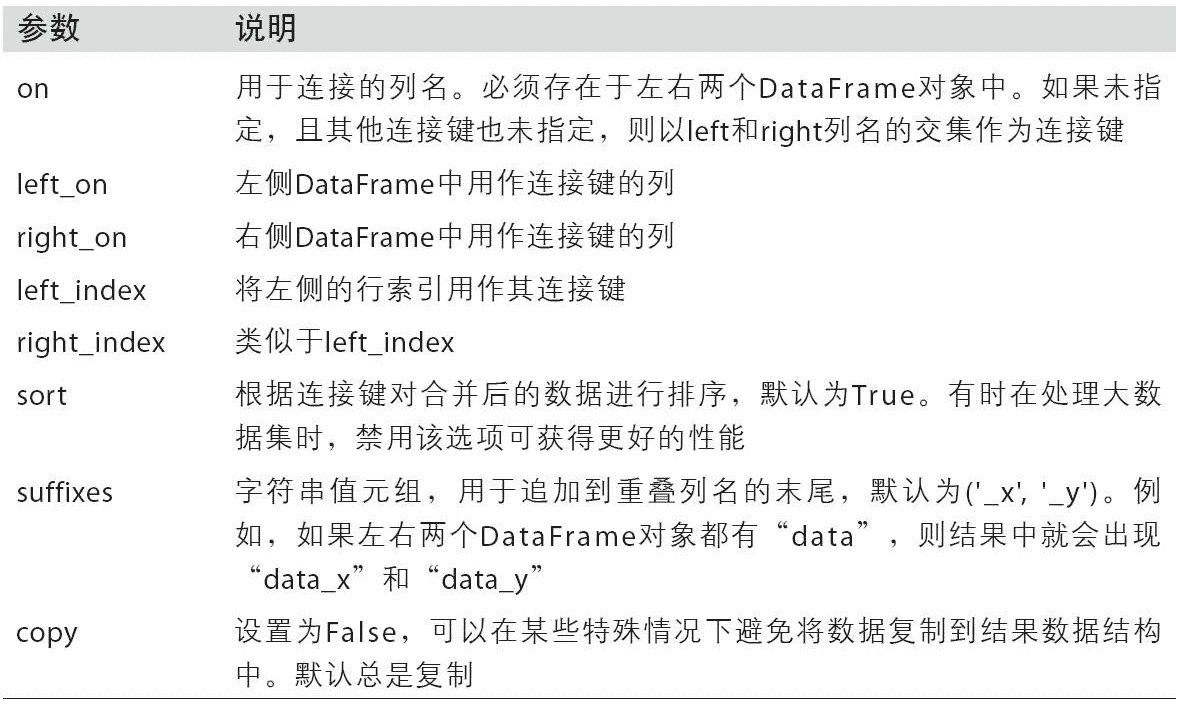 参数 说明
on 用于连接的列名。必须存在于左右两个DataFrame对象中。如果未指
定，且其他连接键也未指定，则以left和right列名的交集作为连接键
left_on 左侧DataFrame中用作连接键的列
right_on 右侧DataFrame中用作连接键的列
left_index 将左侧的行索引用作其连接键
right_index 类似于left_index
sort 根据连接键对合并后的数据进行排序，默认为True。有时在处理大数
据集时，禁用该选项可获得更好的性能
suffixes 字符串值元组，用于追加到重叠列名的末尾，默认为('_x', '_y')。例
如，如果左右两个DataFrame对象都有“data”，则结果中就会出现
“data_x”和“data_y”
copy 设置为False，可以在某些特殊情况下避免将数据复制到结果数据结构
中。默认总是复制